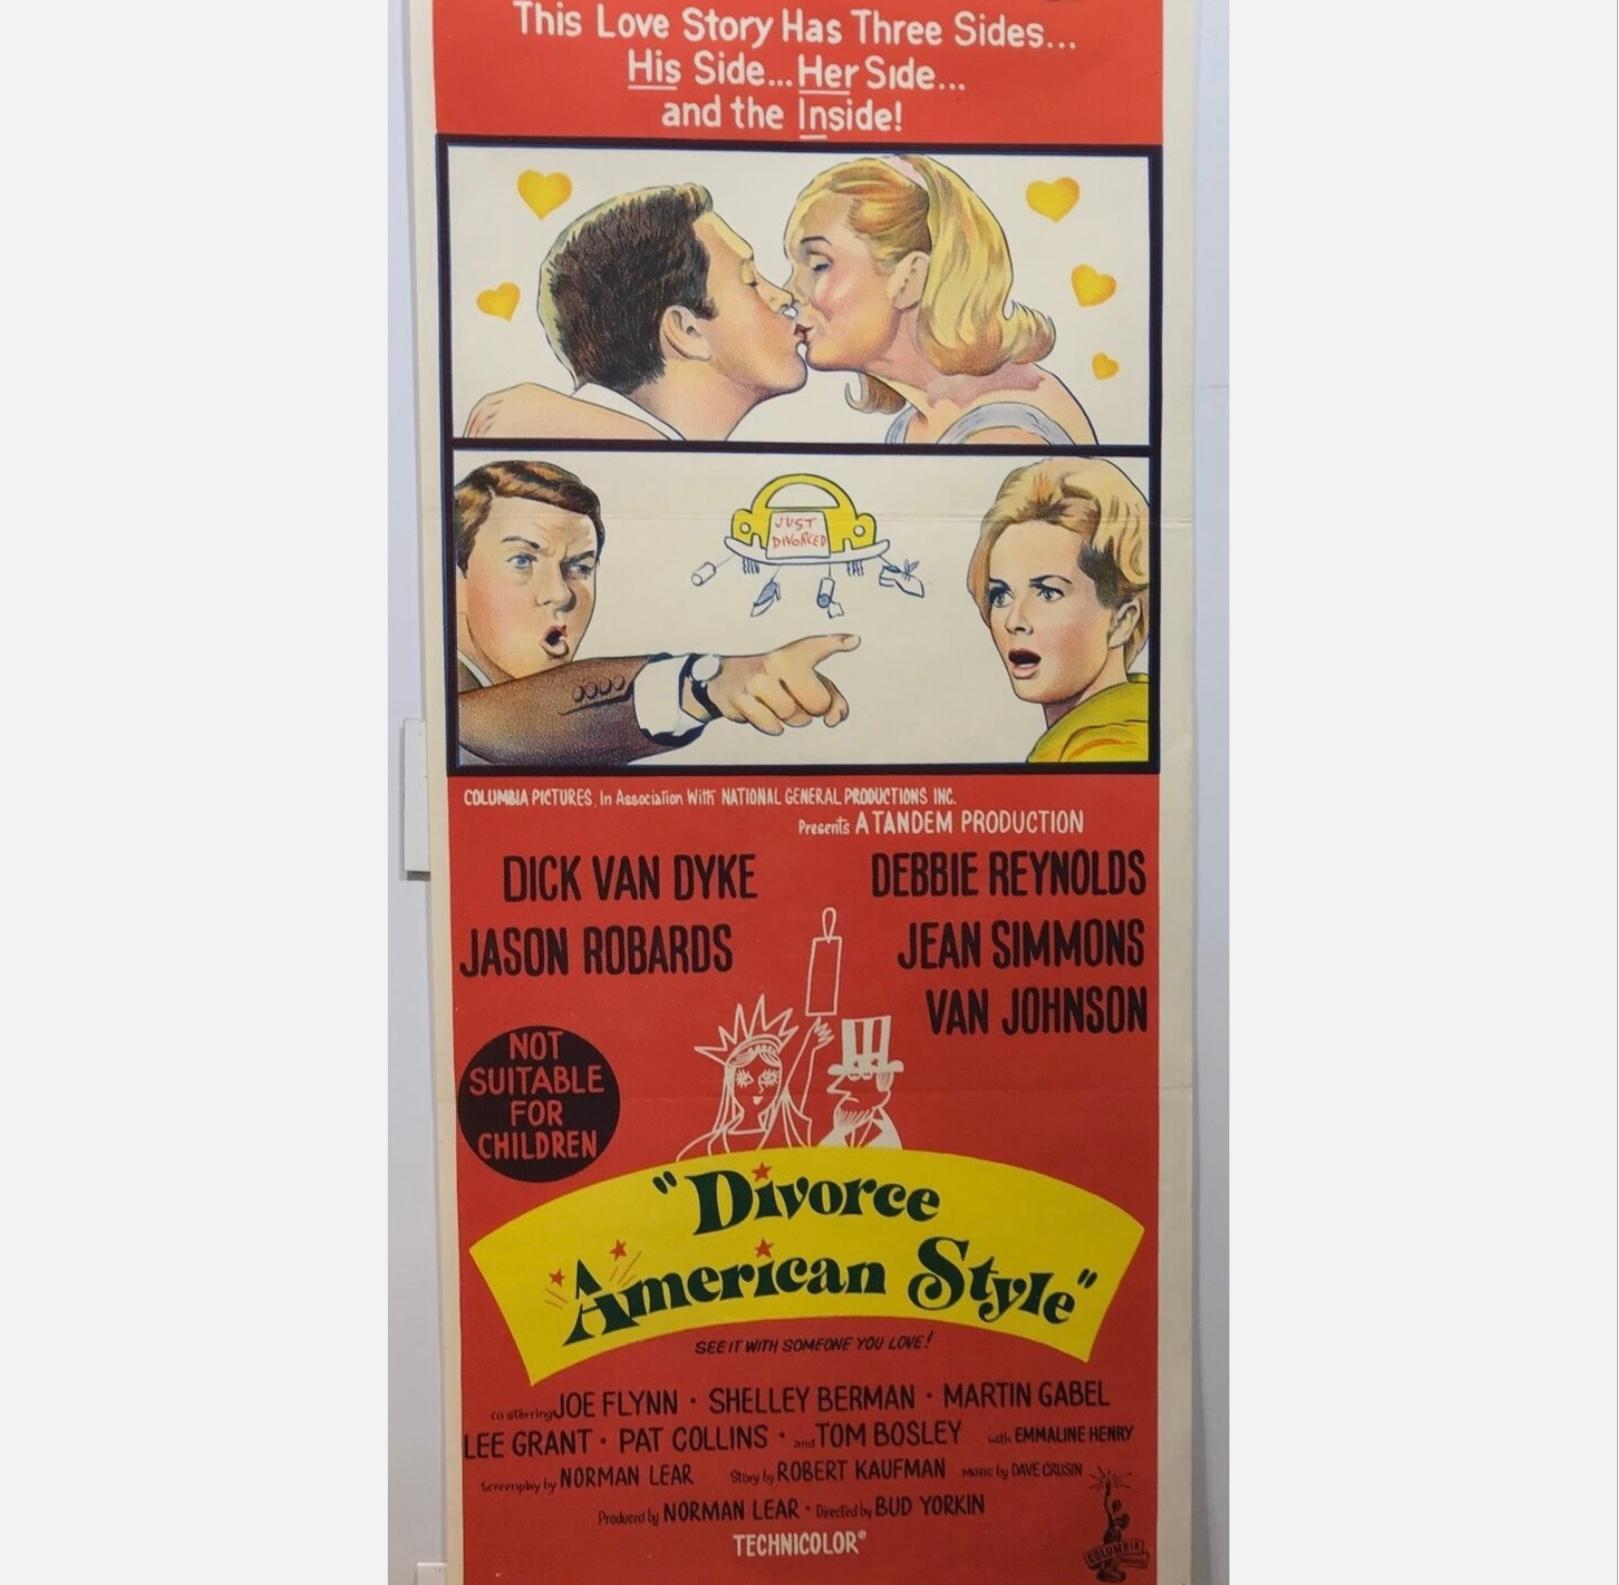 This Love Story Has Three Sides...
His Side...Her Side...
and the Inside!
JUST
DIVORCED
COLUMBIA PICTURES. In Association With NATIONAL GENERAL PRODUCTIONS INC.
Presents A TANDEM PRODUCTION
DICK VAN DYKE DEBBIE REYNOLDS
JASON ROBARDS JEAN SIMMONS
VAN JOHNSON
NOT
SUITABLE
FOR
CHILDREN
"Divorce
American Style"
SEE IT WITH SOMEONE YOU LOVE!
co starring JOE FLYNN · SHELLEY BERMAN · MARTIN GABEL
LEE GRANT · PAT COLLINS · and TOM BOSLEY with EMMALINE HENRY
Screenplay by NORMAN LEAR Story by ROBERT KAUFMAN Music by DAVE GRUSIN
Produced by NORMAN LEAR · Directed by BUD YORKIN
TECHNICOLOR®
COLUMBIA